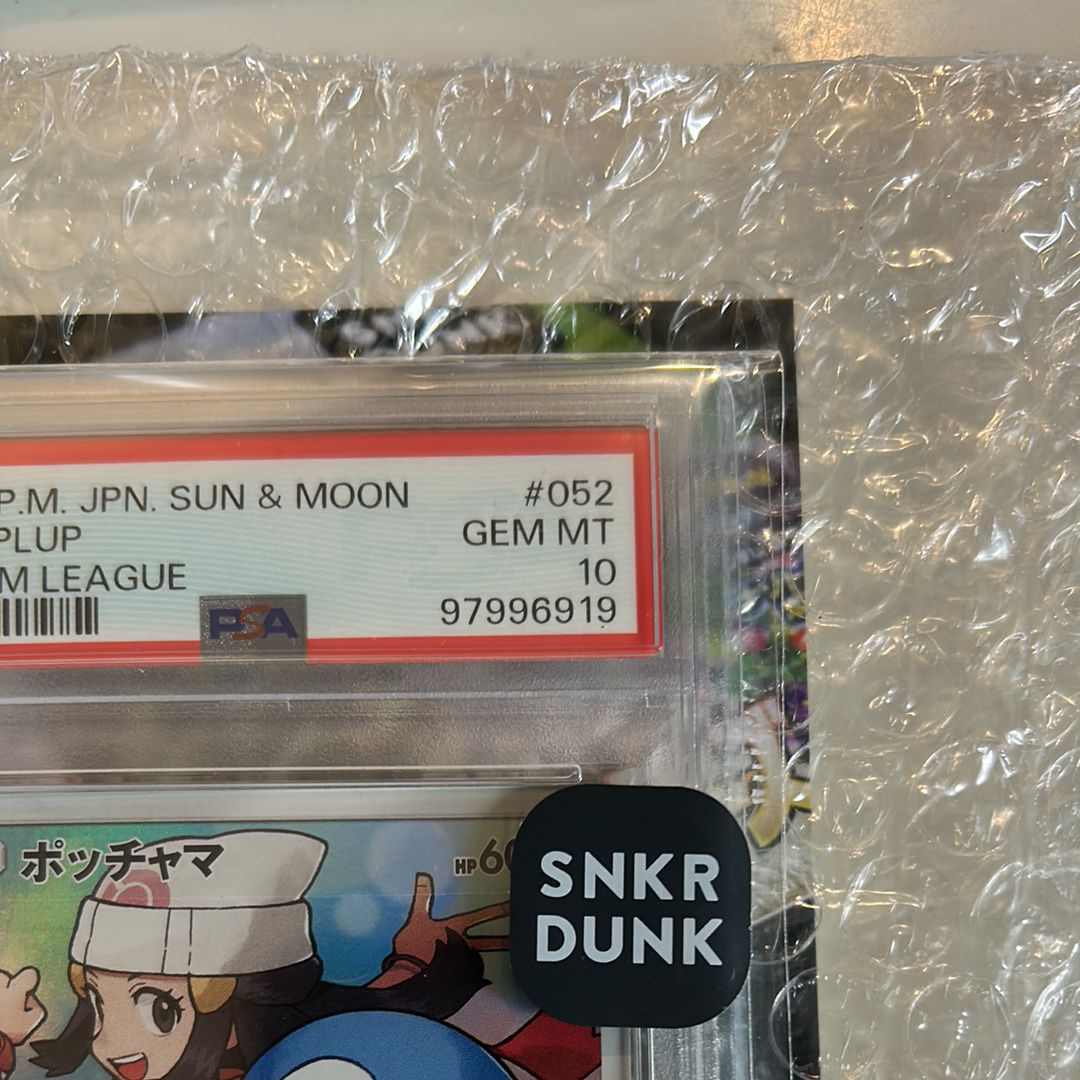 P.M. JPN. SUN & MOON #052
PLUP GEM MT
M LEAGUE 10
PSA 97996919
ポッチャマ HP60
SNKR
DUNK